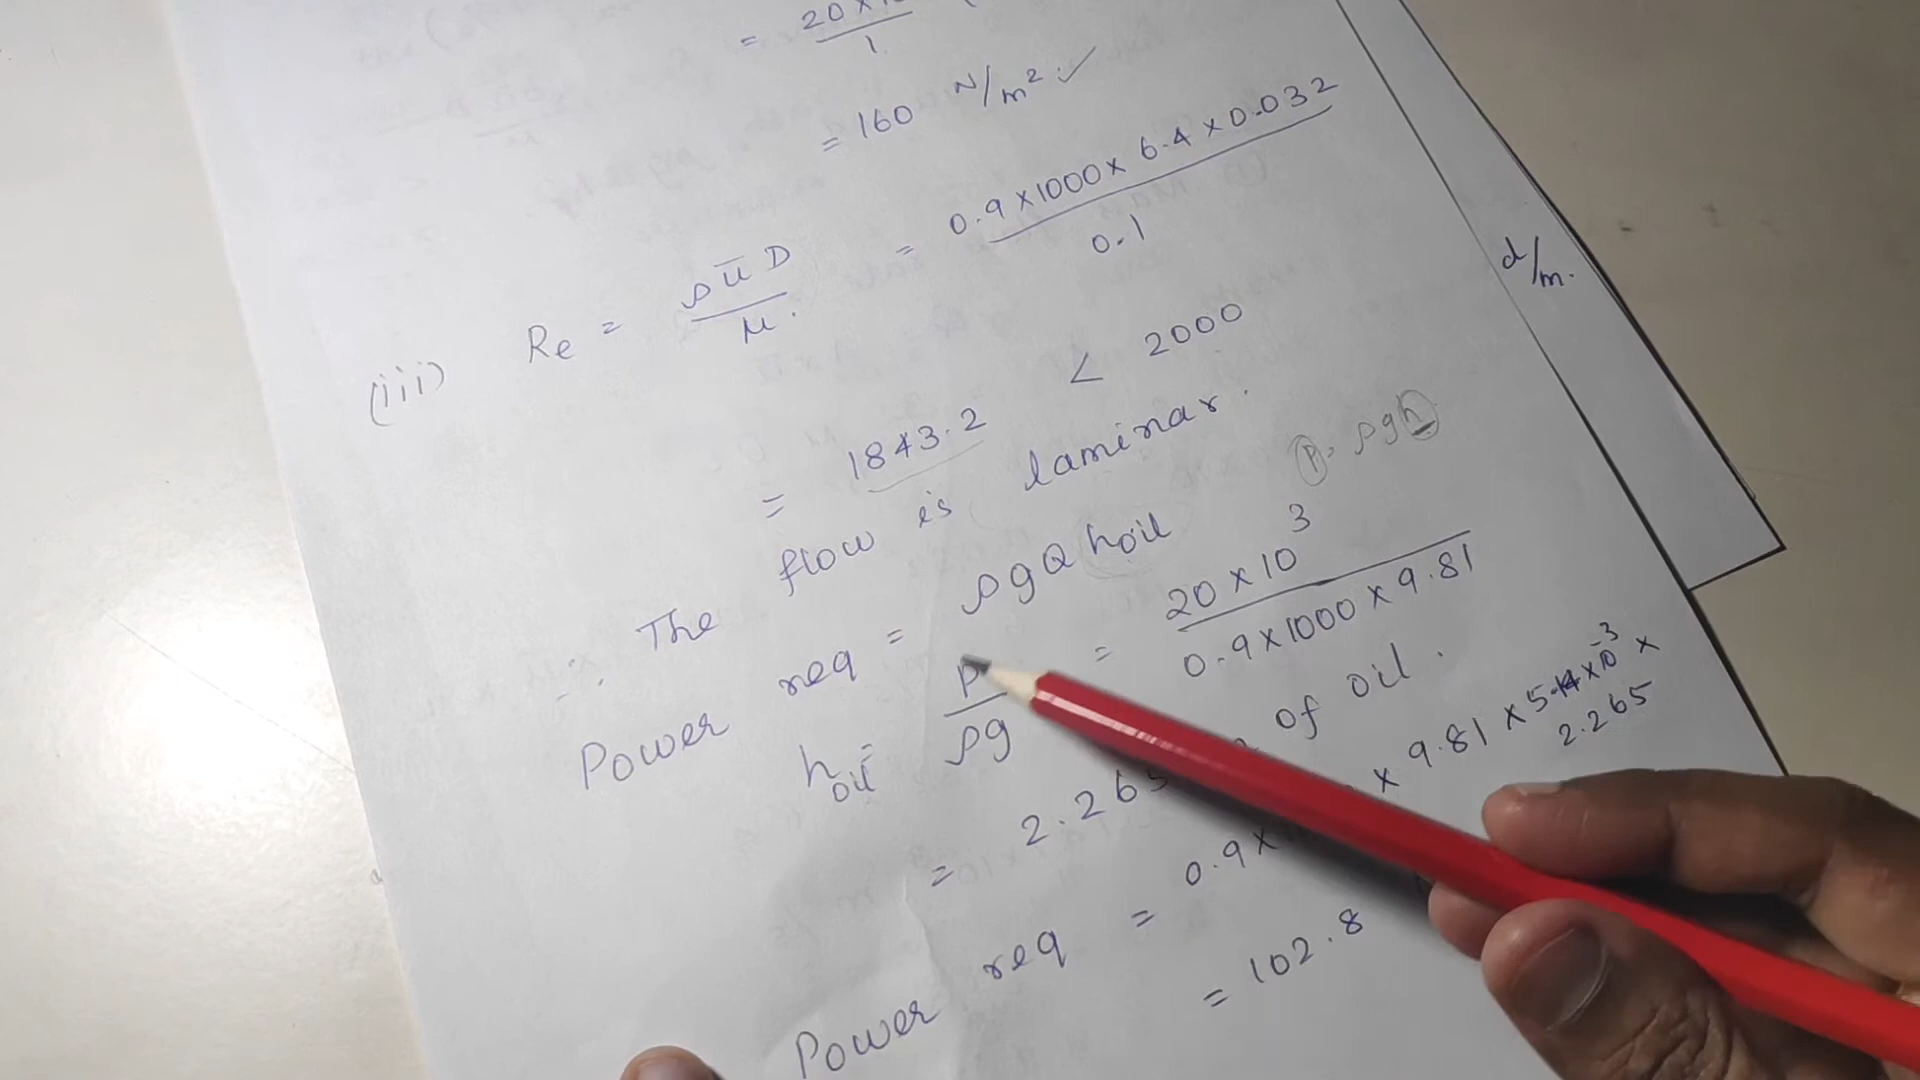 = 20 × 1
1
= 160 N/m² ✓
(iii) Re = ρ ū D / μ. = 0.9 × 1000 × 6.4 × 0.032 / 0.1
= 1843.2 < 2000
∴ The flow is laminar.
Power req = ρ g Q hoil P = ρgh
hoil = P / ρg = 20 × 10³ / 0.9 × 1000 × 9.81
= 2.265 of oil.
Power req = 0.9 × × 9.81 × 5.14 × 10⁻³ × 2.265
= 102.8
d/m.